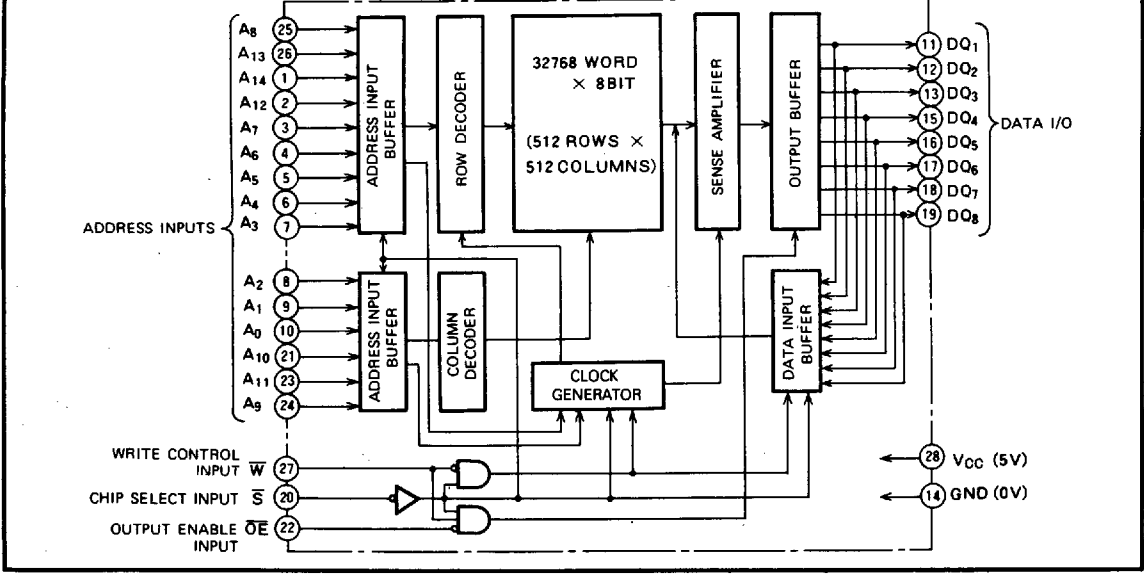 ADDRESS INPUTS
A8 25
A13 26
A14 1
A12 2
A7 3
A6 4
A5 5
A4 6
A3 7
A2 8
A1 9
A0 10
A10 21
A11 23
A9 24
ADDRESS INPUT
BUFFER
ROW DECODER
32768 WORD
× 8BIT
(512 ROWS ×
512 COLUMNS)
SENSE AMPLIFIER
OUTPUT BUFFER
11 DQ1
12 DQ2
13 DQ3
15 DQ4
16 DQ5
17 DQ6
18 DQ7
19 DQ8
DATA I/O
ADDRESS INPUT
BUFFER
COLUMN
DECODER
CLOCK
GENERATOR
DATA INPUT
BUFFER
WRITE CONTROL
INPUT W̅ 27
CHIP SELECT INPUT S̅ 20
OUTPUT ENABLE O̅E̅ 22
INPUT
28 VCC (5V)
14 GND (0V)